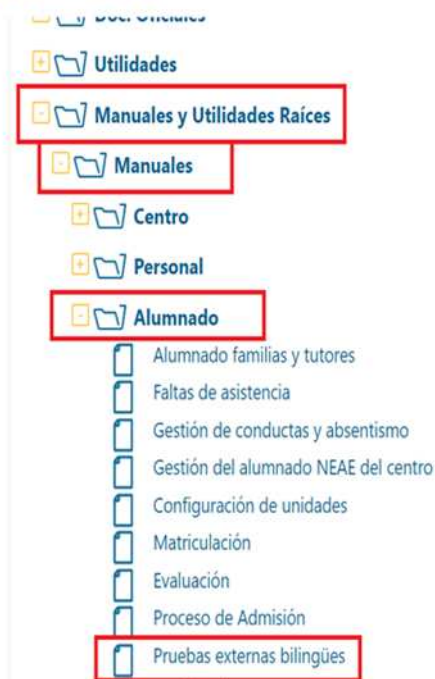 Utilidades
Manuales y Utilidades Raíces
Manuales
Centro
Personal
Alumnado
Alumnado familias y tutores
Faltas de asistencia
Gestión de conductas y absentismo
Gestión del alumnado NEAE del centro
Configuración de unidades
Matriculación
Evaluación
Proceso de Admisión
Pruebas externas bilingües